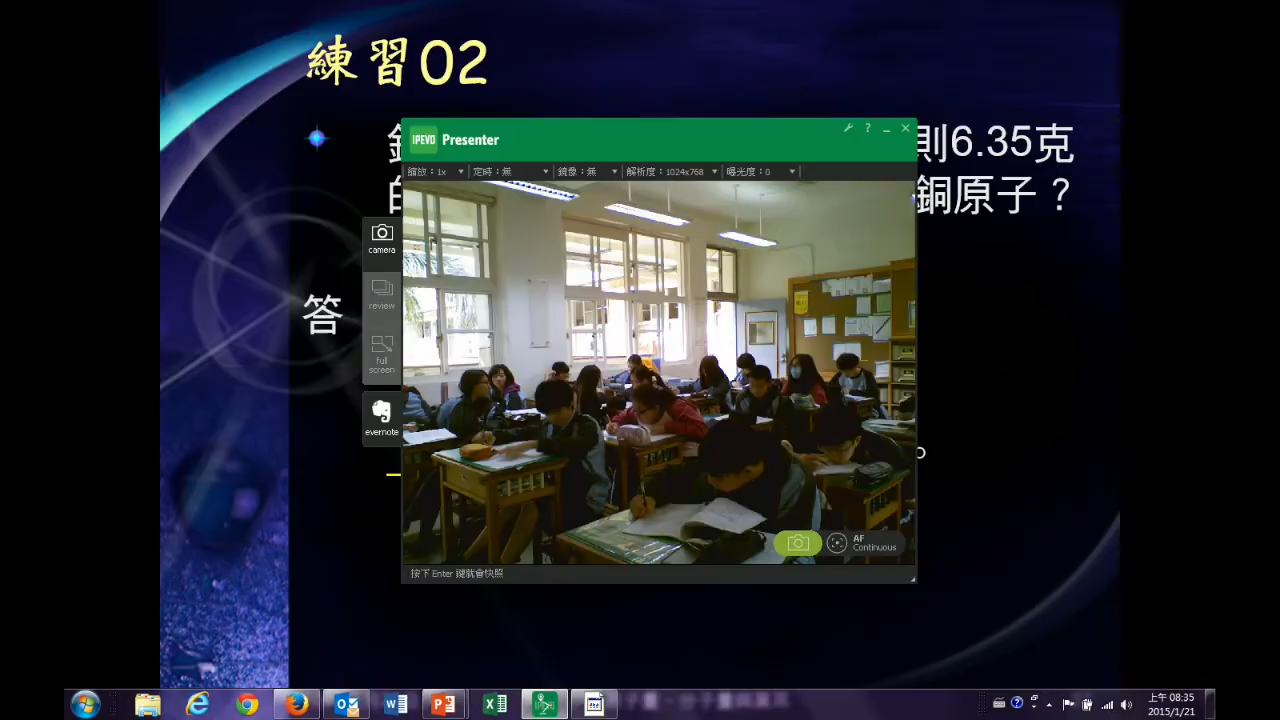 練習02
則6.35克
的
銅原子？
答
IPEVO Presenter
縮放：1x 定時：無 鏡像：無 解析度：1024x768 曝光度：0
camera
review
full
screen
evernote
AF
Continuous
按下 Enter 鍵就會快照
上午 08:35
2015/1/21